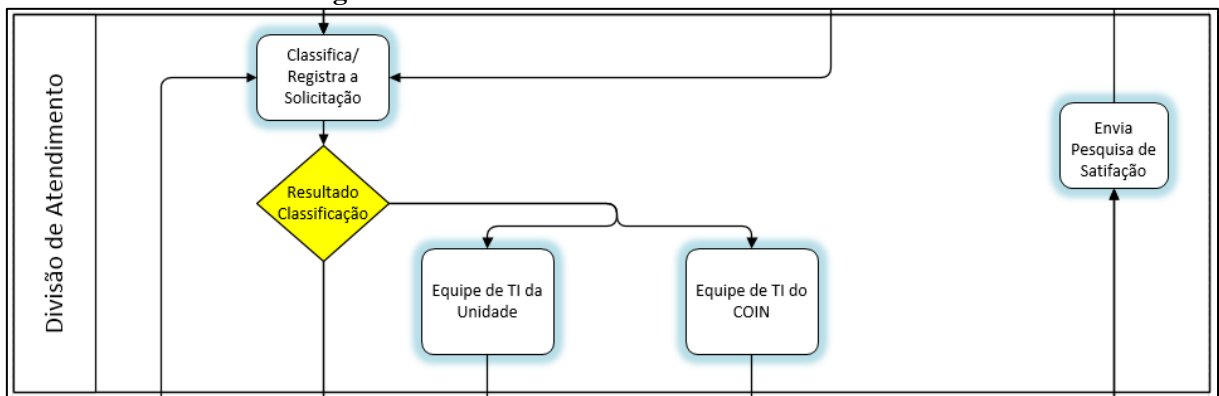 g
Divisão de Atendimento
Classifica/
Registra a
Solicitação
Resultado
Classificação
Equipe de TI da
Unidade
Equipe de TI do
COIN
Envia
Pesquisa de
Satifação